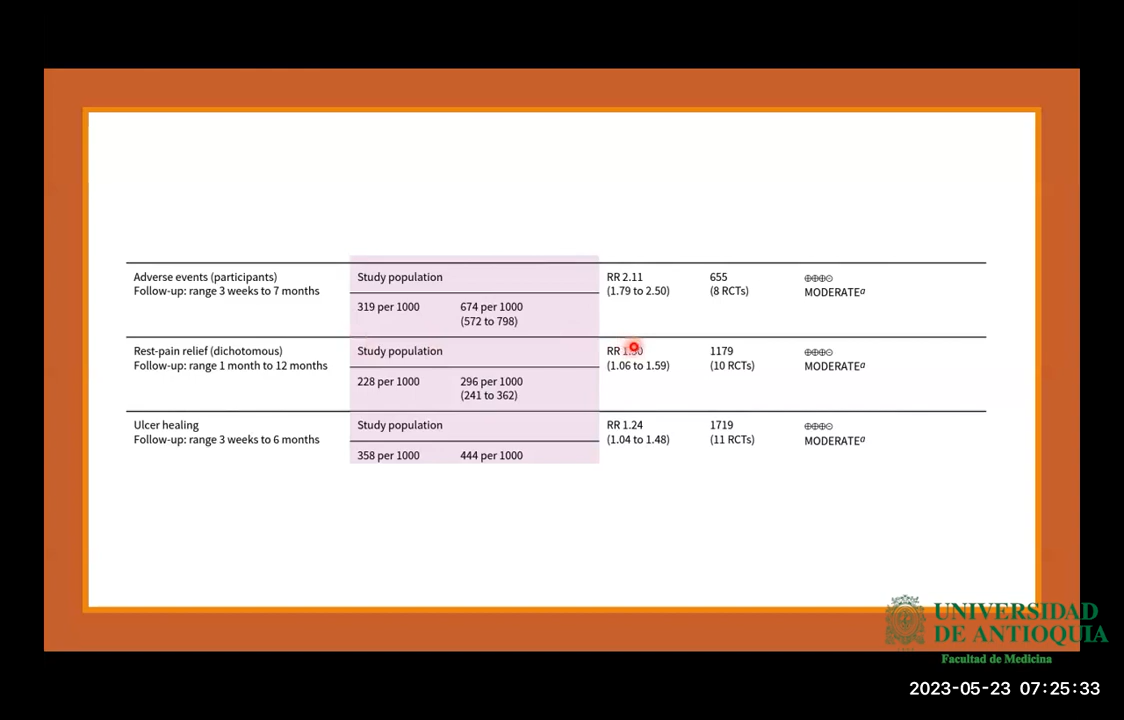 Adverse events (participants)
Follow-up: range 3 weeks to 7 months
Study population
319 per 1000
674 per 1000
(572 to 798)
RR 2.11
(1.79 to 2.50)
655
(8 RCTs)
⊕⊕⊕⊝
MODERATEa
Rest-pain relief (dichotomous)
Follow-up: range 1 month to 12 months
Study population
228 per 1000
296 per 1000
(241 to 362)
RR
(1.06 to 1.59)
1179
(10 RCTs)
⊕⊕⊕⊝
MODERATEa
Ulcer healing
Follow-up: range 3 weeks to 6 months
Study population
358 per 1000
444 per 1000
RR 1.24
(1.04 to 1.48)
1719
(11 RCTs)
⊕⊕⊕⊝
MODERATEa
UNIVERSIDAD
DE ANTIOQUIA
Facultad de Medicina
2023-05-23 07:25:33